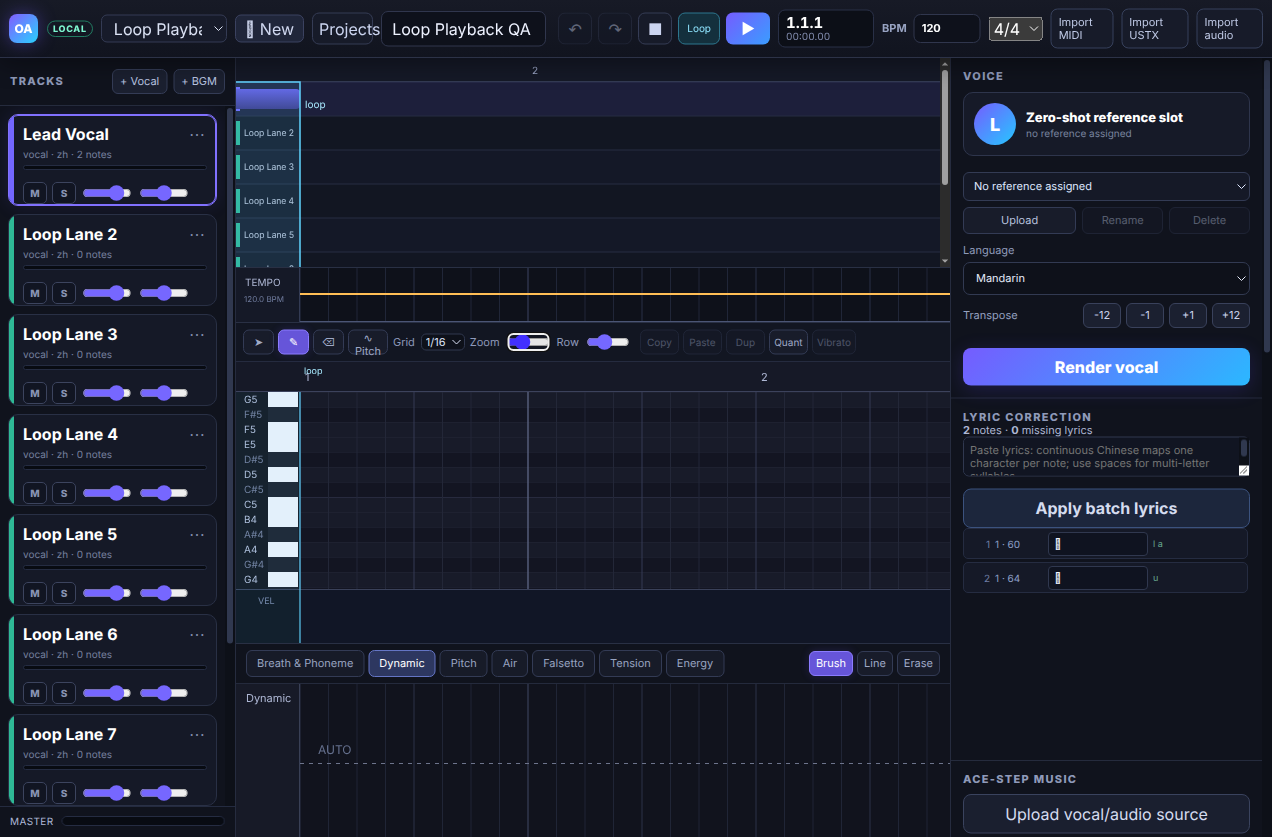 OA LOCAL Loop Playba New Projects Loop Playback QA Loop 1.1.1 00:00.00 BPM 120 4/4 Import MIDI Import USTX Import audio
TRACKS + Vocal + BGM
Lead Vocal ...
vocal · zh · 2 notes
M S
Loop Lane 2 ...
vocal · zh · 0 notes
M S
Loop Lane 3 ...
vocal · zh · 0 notes
M S
Loop Lane 4 ...
vocal · zh · 0 notes
M S
Loop Lane 5 ...
vocal · zh · 0 notes
M S
Loop Lane 6 ...
vocal · zh · 0 notes
M S
Loop Lane 7 ...
vocal · zh · 0 notes
M S
MASTER
2
loop
Loop Lane 2
Loop Lane 3
Loop Lane 4
Loop Lane 5
TEMPO
120.0 BPM
Pitch Grid 1/16 Zoom Row Copy Paste Dup Quant Vibrato
loop 2
G5
F#5
F5
E5
D#5
D5
C#5
C5
B4
A#4
A4
G#4
G4
VEL
Breath & Phoneme Dynamic Pitch Air Falsetto Tension Energy Brush Line Erase
Dynamic
AUTO
VOICE
L Zero-shot reference slot
no reference assigned
No reference assigned
Upload Rename Delete
Language
Mandarin
Transpose -12 -1 +1 +12
Render vocal
LYRIC CORRECTION
2 notes · 0 missing lyrics
Paste lyrics: continuous Chinese maps one
character per note; use spaces for multi-letter
Apply batch lyrics
1 1 · 60 l a
2 1 · 64 u
ACE-STEP MUSIC
Upload vocal/audio source